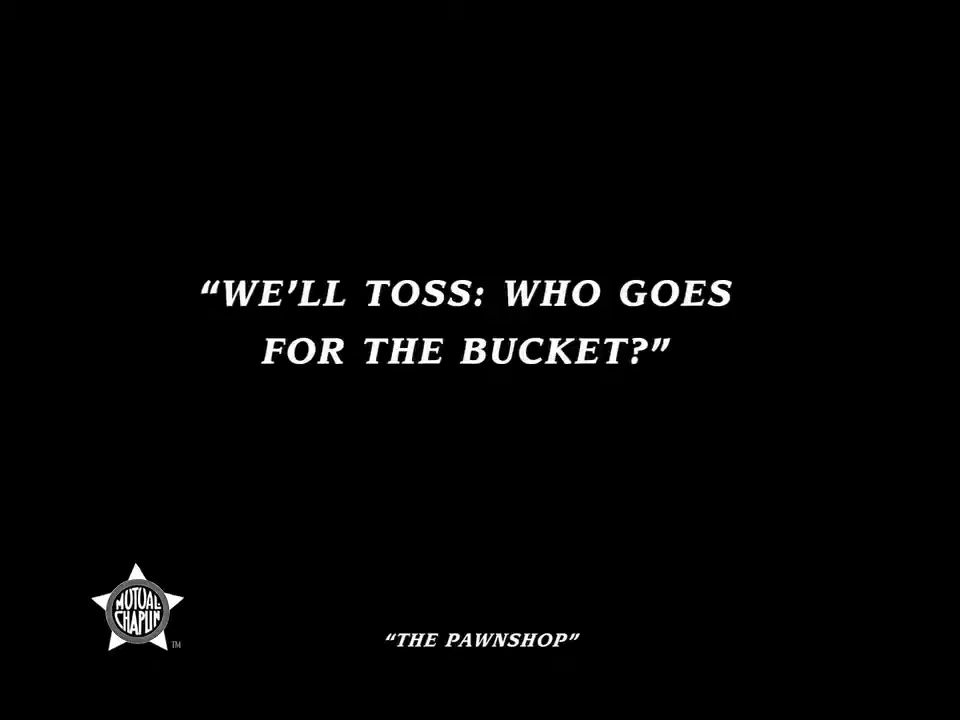 “WE’LL TOSS: WHO GOES
FOR THE BUCKET?”
MUTUAL-
CHAPLIN
TM
“THE PAWNSHOP”